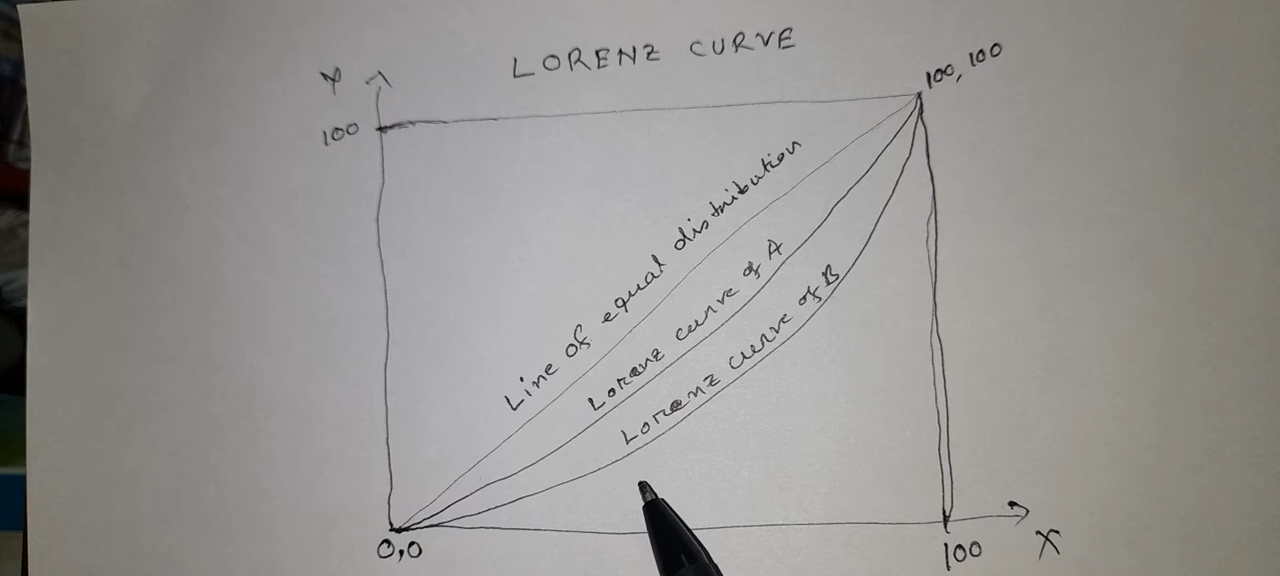 LORENZ CURVE
Y
100
100, 100
Line of equal distribution
Lorenz curve of A
Lorenz curve of B
0,0
100
X